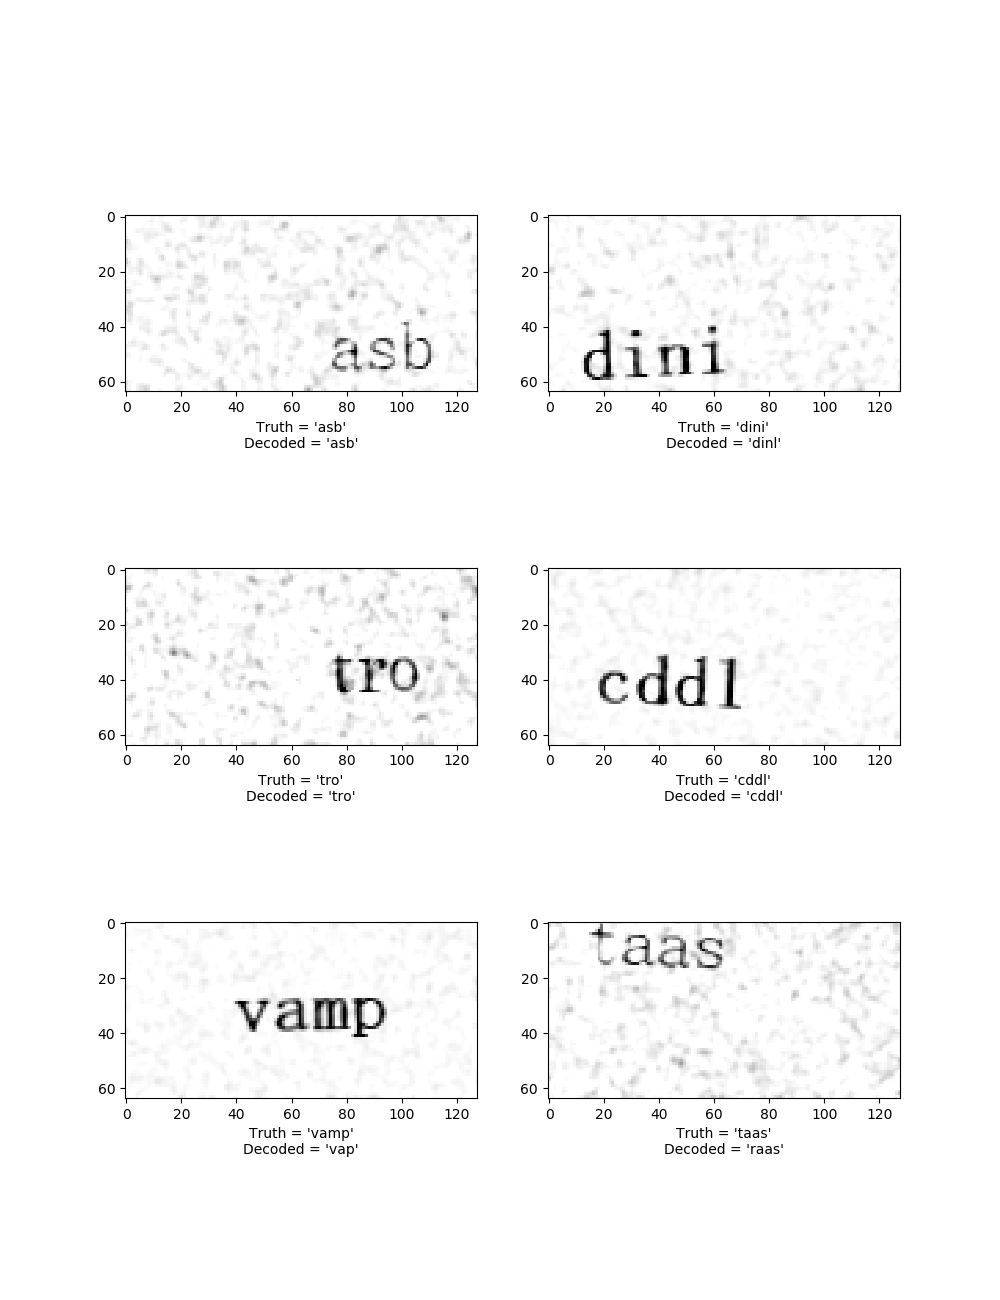 0
20
40
60
asb
0 20 40 60 80 100 120
Truth = 'asb'
Decoded = 'asb'
0
20
40
60
dini
0 20 40 60 80 100 120
Truth = 'dini'
Decoded = 'dinl'
0
20
40
60
tro
0 20 40 60 80 100 120
Truth = 'tro'
Decoded = 'tro'
0
20
40
60
cddl
0 20 40 60 80 100 120
Truth = 'cddl'
Decoded = 'cddl'
0
20
40
60
vamp
0 20 40 60 80 100 120
Truth = 'vamp'
Decoded = 'vap'
0
taas
20
40
60
0 20 40 60 80 100 120
Truth = 'taas'
Decoded = 'raas'